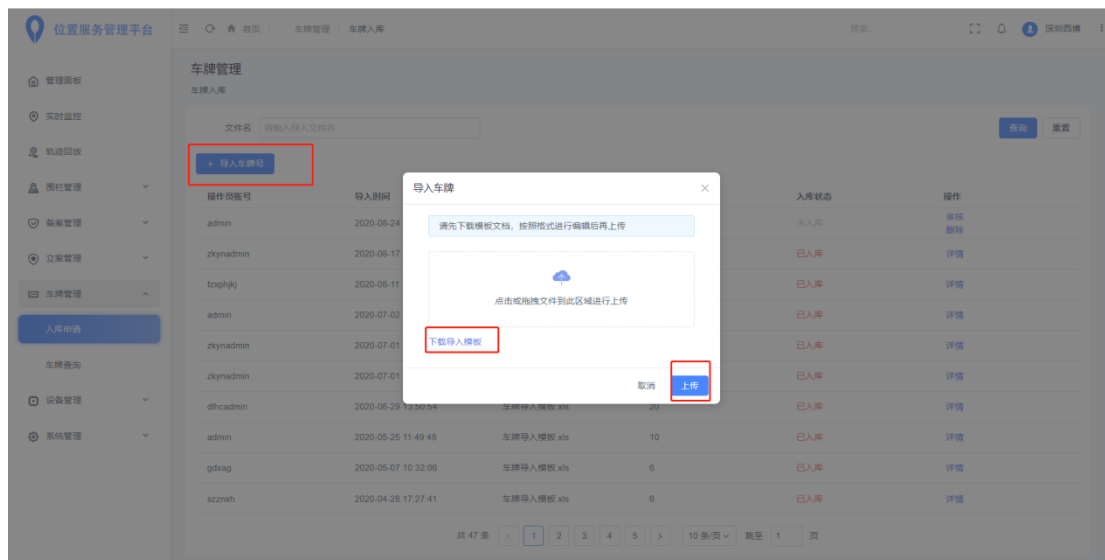 位置服务管理平台
首页 / 车牌管理 / 车牌入库
搜索...
深圳西博
管理面板
实时监控
轨迹回放
围栏管理
备案管理
立案管理
车牌管理
入库申请
车牌查询
设备管理
系统管理
车牌管理
车牌入库
文件名 请输入导入文件名
查询 重置
+ 导入车牌号
操作员账号 导入时间 入库状态 操作
admin 2020-08-24 未入库 审核
删除
zkynadmin 2020-08-17 已入库 详情
fzxphjkj 2020-08-11 已入库 详情
admin 2020-07-02 已入库 详情
zkynadmin 2020-07-01 已入库 详情
zkynadmin 2020-07-01 已入库 详情
dlhcadmin 2020-06-29 13:50:54 车牌导入模板.xls 20 已入库 详情
admin 2020-05-25 11:49:48 车牌导入模板.xls 10 已入库 详情
gdxag 2020-05-07 10:32:06 车牌导入模板.xls 6 已入库 详情
szznxh 2020-04-28 17:27:41 车牌导入模板.xls 6 已入库 详情
共 47 条 < 1 2 3 4 5 > 10 条/页 跳至 1 页
导入车牌
请先下载模板文档，按照格式进行编辑后再上传
点击或拖拽文件到此区域进行上传
下载导入模板
取消 上传